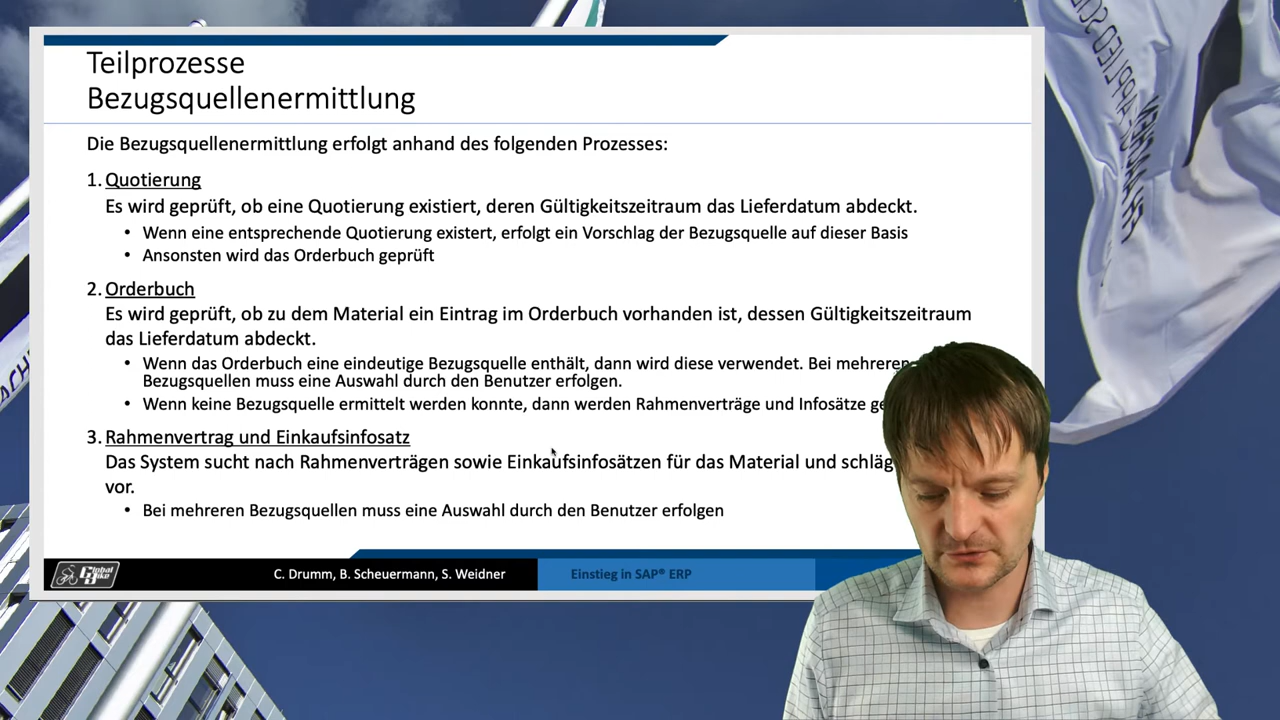 Teilprozesse
Bezugsquellenermittlung
Die Bezugsquellenermittlung erfolgt anhand des folgenden Prozesses:
1. Quotierung
Es wird geprüft, ob eine Quotierung existiert, deren Gültigkeitszeitraum das Lieferdatum abdeckt.
• Wenn eine entsprechende Quotierung existert, erfolgt ein Vorschlag der Bezugsquelle auf dieser Basis
• Ansonsten wird das Orderbuch geprüft
2. Orderbuch
Es wird geprüft, ob zu dem Material ein Eintrag im Orderbuch vorhanden ist, dessen Gültigkeitszeitraum
das Lieferdatum abdeckt.
• Wenn das Orderbuch eine eindeutige Bezugsquelle enthält, dann wird diese verwendet. Bei mehreren
Bezugsquellen muss eine Auswahl durch den Benutzer erfolgen.
• Wenn keine Bezugsquelle ermittelt werden konnte, dann werden Rahmenverträge und Infosätze
3. Rahmenvertrag und Einkaufsinfosatz
Das System sucht nach Rahmenverträgen sowie Einkaufsinfosätzen für das Material und
vor.
• Bei mehreren Bezugsquellen muss eine Auswahl durch den Benutzer erfolgen
Global Bike
C. Drumm, B. Scheuermann, S. Weidner
Einstieg in SAP® ERP
FH AACHEN